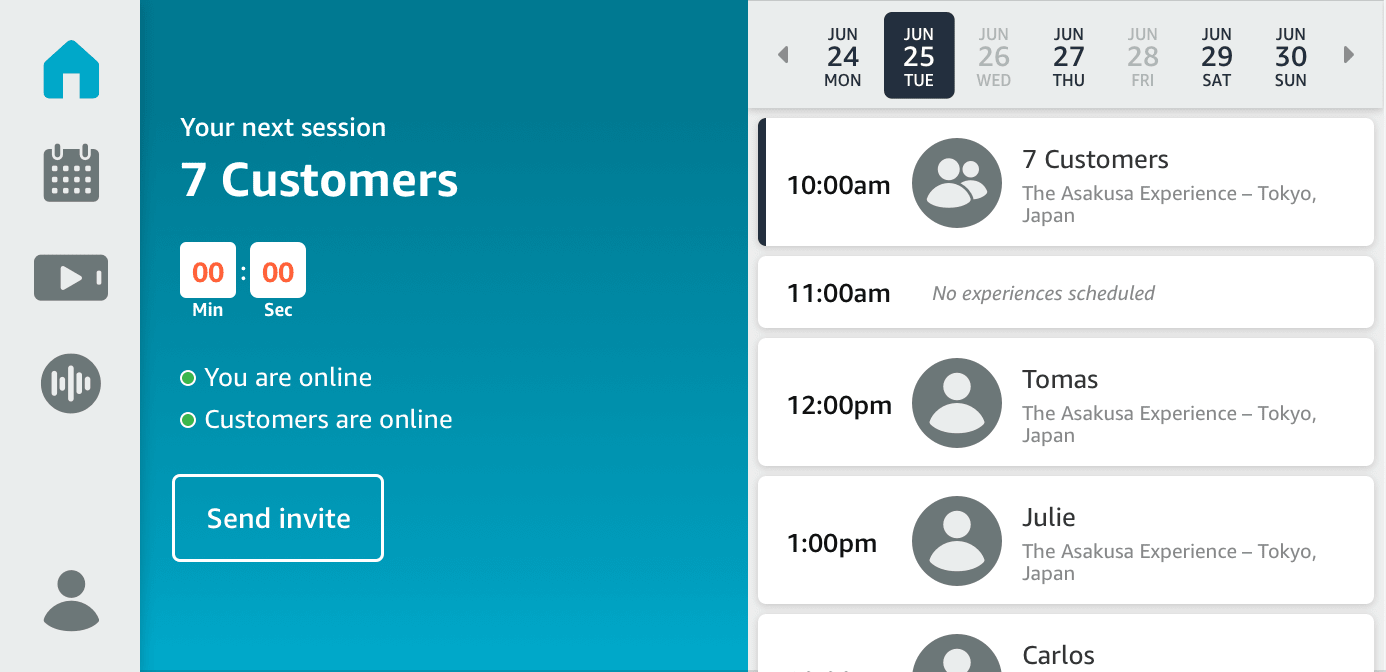 Your next session
7 Customers
00 : 00
Min Sec
You are online
Customers are online
Send invite
JUN JUN JUN JUN JUN JUN JUN
24 25 26 27 28 29 30
MON TUE WED THU FRI SAT SUN
10:00am
7 Customers
The Asakusa Experience – Tokyo,
Japan
11:00am No experiences scheduled
12:00pm
Tomas
The Asakusa Experience – Tokyo,
Japan
1:00pm
Julie
The Asakusa Experience – Tokyo,
Japan
Carlos